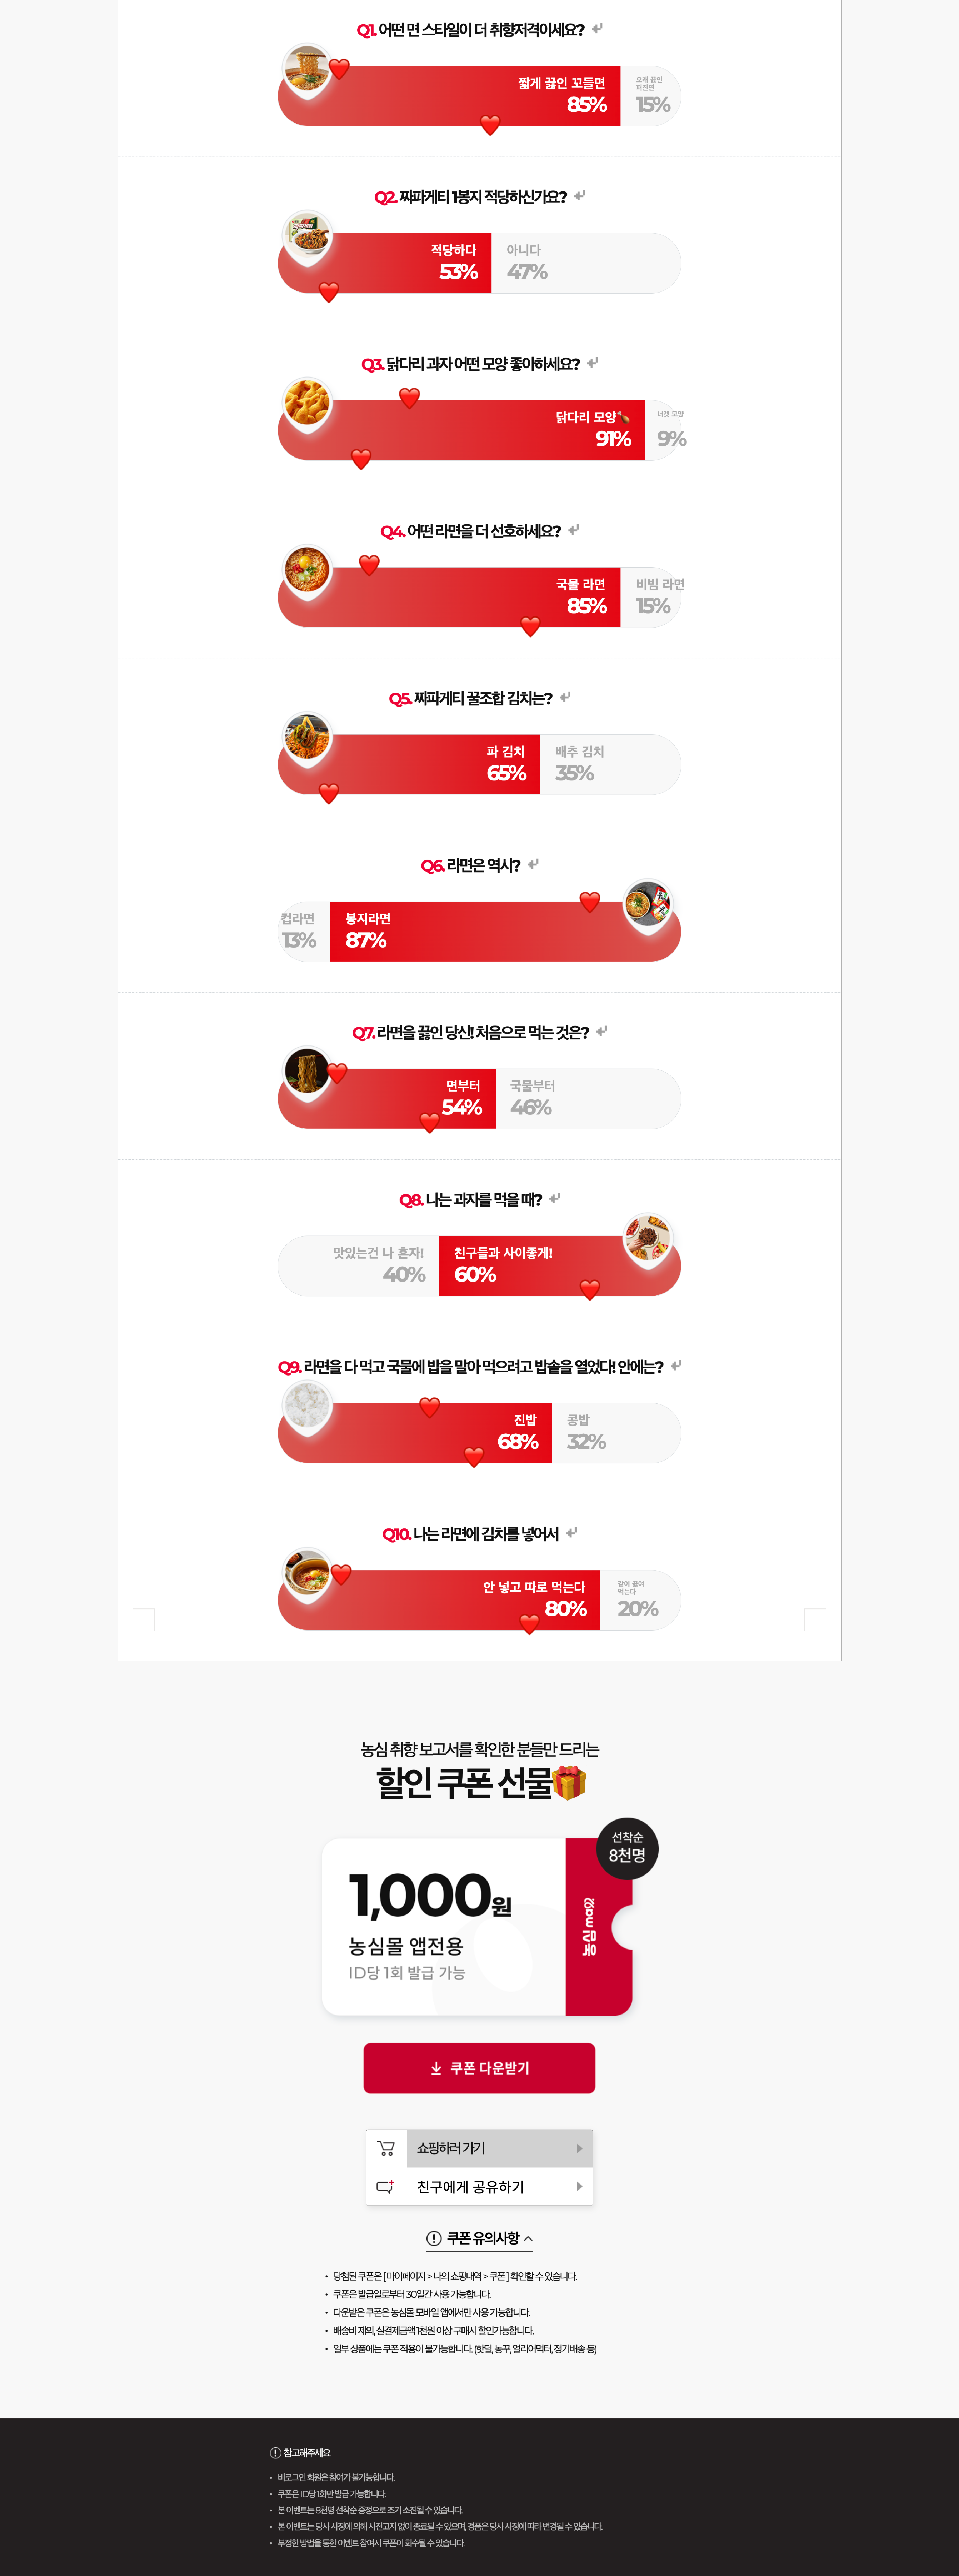 Q1. 어떤 면 스타일이 더 취향저격이세요?
짧게 끓인 꼬들면
85%
오래 끓인
퍼진면
15%
Q2. 짜파게티 1봉지 적당하신가요?
적당하다
53%
아니다
47%
Q3. 닭다리 과자 어떤 모양 좋아하세요?
닭다리 모양🍗
91%
너겟 모양
9%
Q4. 어떤 라면을 더 선호하세요?
국물 라면
85%
비빔 라면
15%
Q5. 짜파게티 꿀조합 김치는?
파 김치
65%
배추 김치
35%
Q6. 라면은 역시?
컵라면
13%
봉지라면
87%
Q7. 라면을 끓인 당신! 처음으로 먹는 것은?
면부터
54%
국물부터
46%
Q8. 나는 과자를 먹을 때?
맛있는건 나 혼자!
40%
친구들과 사이좋게!
60%
Q9. 라면을 다 먹고 국물에 밥을 말아 먹으려고 밥솥을 열었다! 안에는?
진밥
68%
콩밥
32%
Q10. 나는 라면에 김치를 넣어서
안 넣고 따로 먹는다
80%
같이 끓여
먹는다
20%
농심 취향 보고서를 확인한 분들만 드리는
할인 쿠폰 선물🎁
선착순
8천명
1,000원
농심몰 앱전용
ID당 1회 발급 가능
농심mall
쿠폰 다운받기
쇼핑하러 가기
친구에게 공유하기
쿠폰 유의사항
• 당첨된 쿠폰은 [ 마이페이지 > 나의 쇼핑내역 > 쿠폰 ] 확인할 수 있습니다.
• 쿠폰은 발급일로부터 30일간 사용 가능합니다.
• 다운받은 쿠폰은 농심몰 모바일 앱에서만 사용 가능합니다.
• 배송비 제외, 실결제금액 1천원 이상 구매시 할인가능합니다.
• 일부 상품에는 쿠폰 적용이 불가능합니다. (핫딜, 농꾸, 얼리어먹터, 정기배송 등)
참고해주세요
• 비로그인 회원은 참여가 불가능합니다.
• 쿠폰은 ID당 1회만 발급 가능합니다.
• 본 이벤트는 8천명 선착순 증정으로 조기 소진될 수 있습니다.
• 본 이벤트는 당사 사정에 의해 사전고지 없이 종료될 수 있으며, 경품은 당사 사정에 따라 변경될 수 있습니다.
• 부정한 방법을 통한 이벤트 참여시 쿠폰이 회수될 수 있습니다.